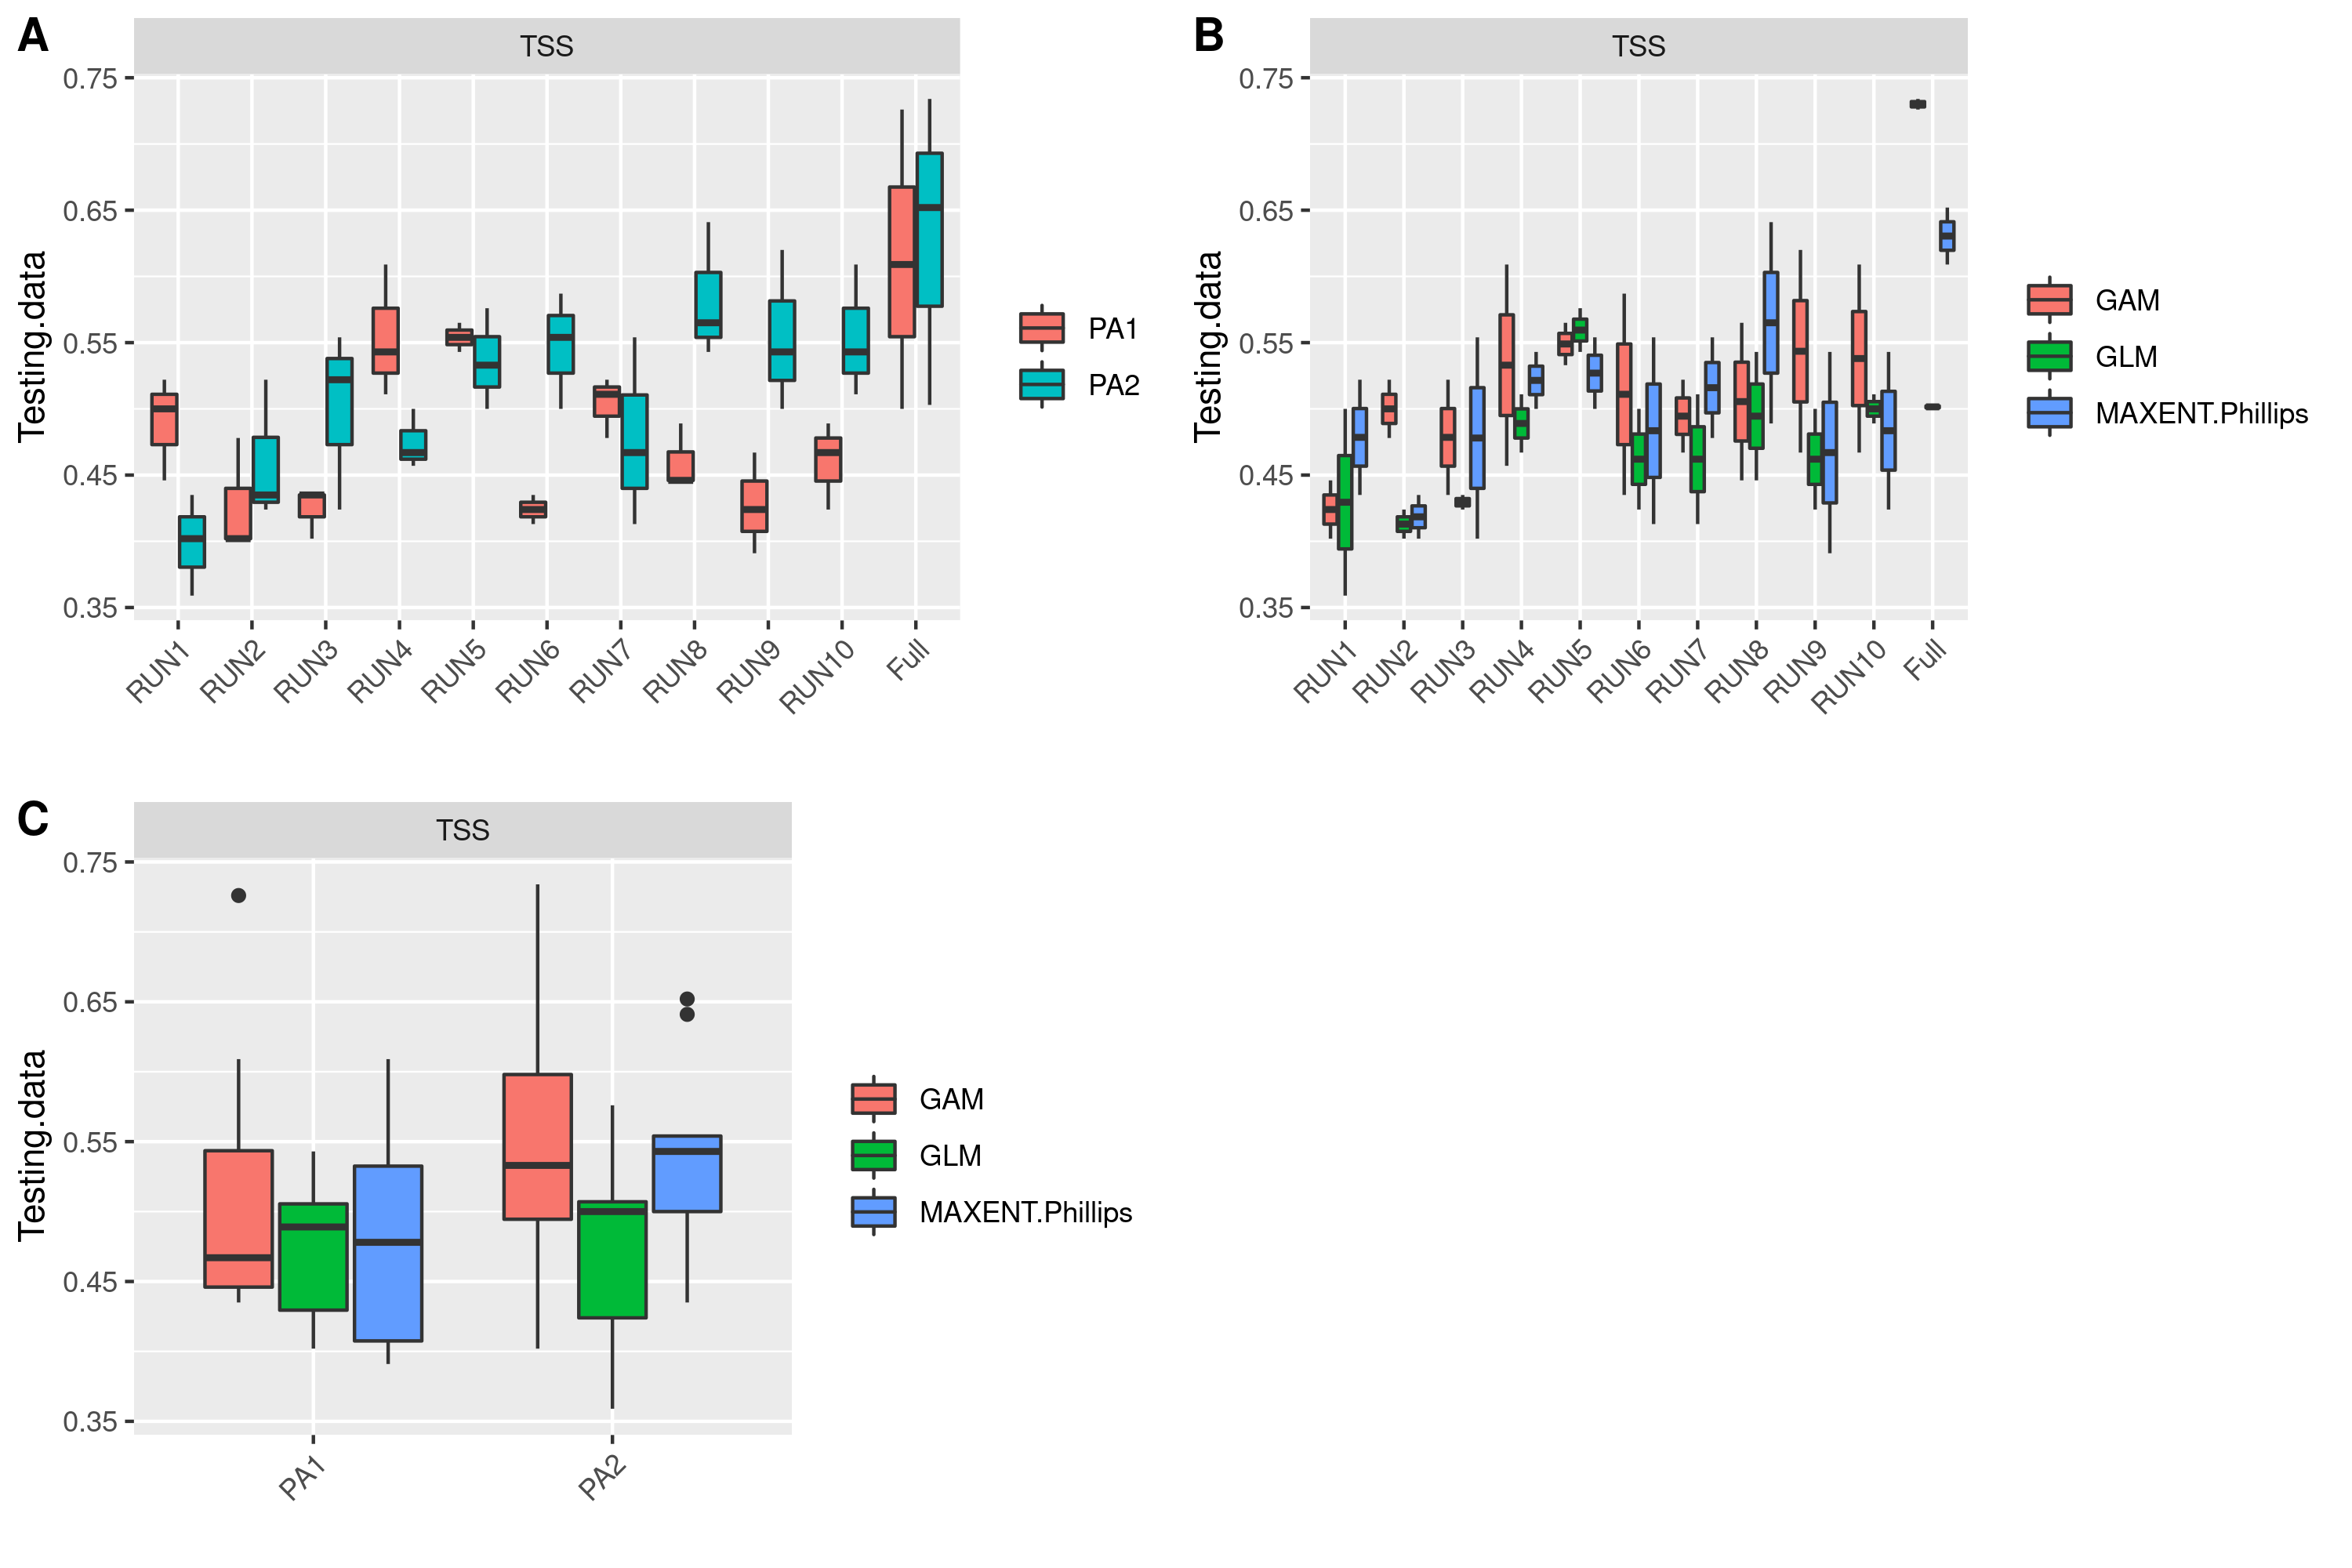 A
TSS
Testing.data
0.75
0.65
0.55
0.45
0.35
RUN1
RUN2
RUN3
RUN4
RUN5
RUN6
RUN7
RUN8
RUN9
RUN10
Full
PA1
PA2
B
TSS
Testing.data
0.75
0.65
0.55
0.45
0.35
RUN1
RUN2
RUN3
RUN4
RUN5
RUN6
RUN7
RUN8
RUN9
RUN10
Full
GAM
GLM
MAXENT.Phillips
C
TSS
Testing.data
0.75
0.65
0.55
0.45
0.35
PA1
PA2
GAM
GLM
MAXENT.Phillips